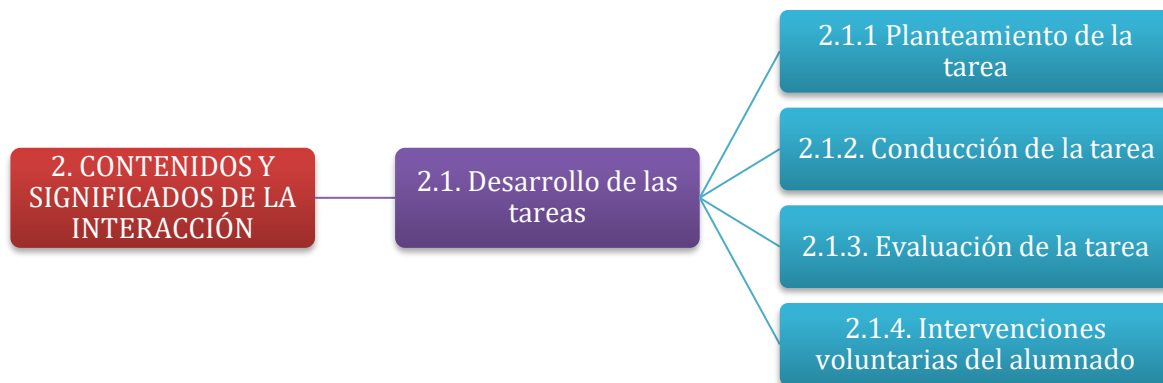 2. CONTENIDOS Y
SIGNIFICADOS DE LA
INTERACCIÓN
2.1. Desarrollo de las
tareas
2.1.1 Planteamiento de la
tarea
2.1.2. Conducción de la tarea
2.1.3. Evaluación de la tarea
2.1.4. Intervenciones
voluntarias del alumnado